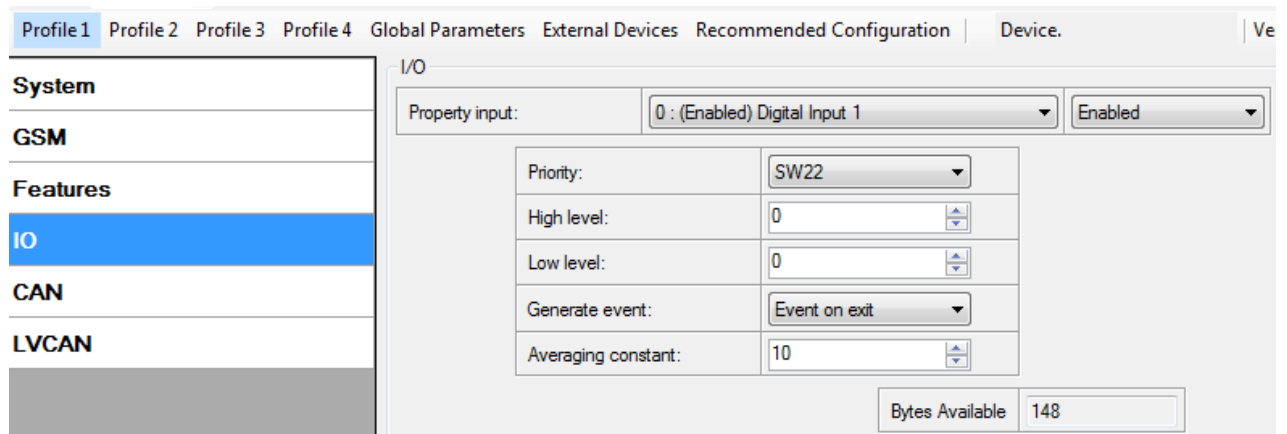 Profile 1 Profile 2 Profile 3 Profile 4 Global Parameters External Devices Recommended Configuration Device. Ve
System
GSM
Features
IO
CAN
LVCAN
I/O
Property input: 0 : (Enabled) Digital Input 1 Enabled
Priority: SW22
High level: 0
Low level: 0
Generate event: Event on exit
Averaging constant: 10
Bytes Available 148